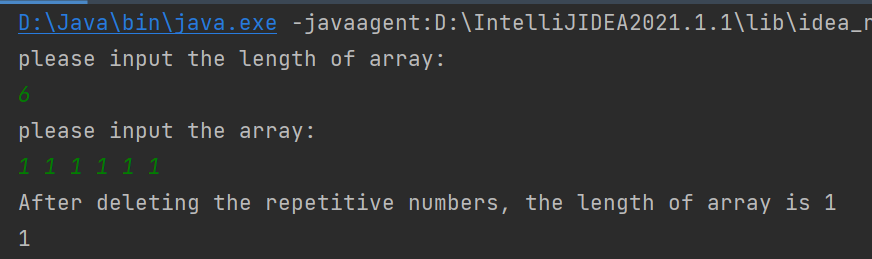 D:\Java\bin\java.exe -javaagent:D:\IntelliJIDEA2021.1.1\lib\idea_r
please input the length of array:
6
please input the array:
1 1 1 1 1 1
After deleting the repetitive numbers, the length of array is 1
1